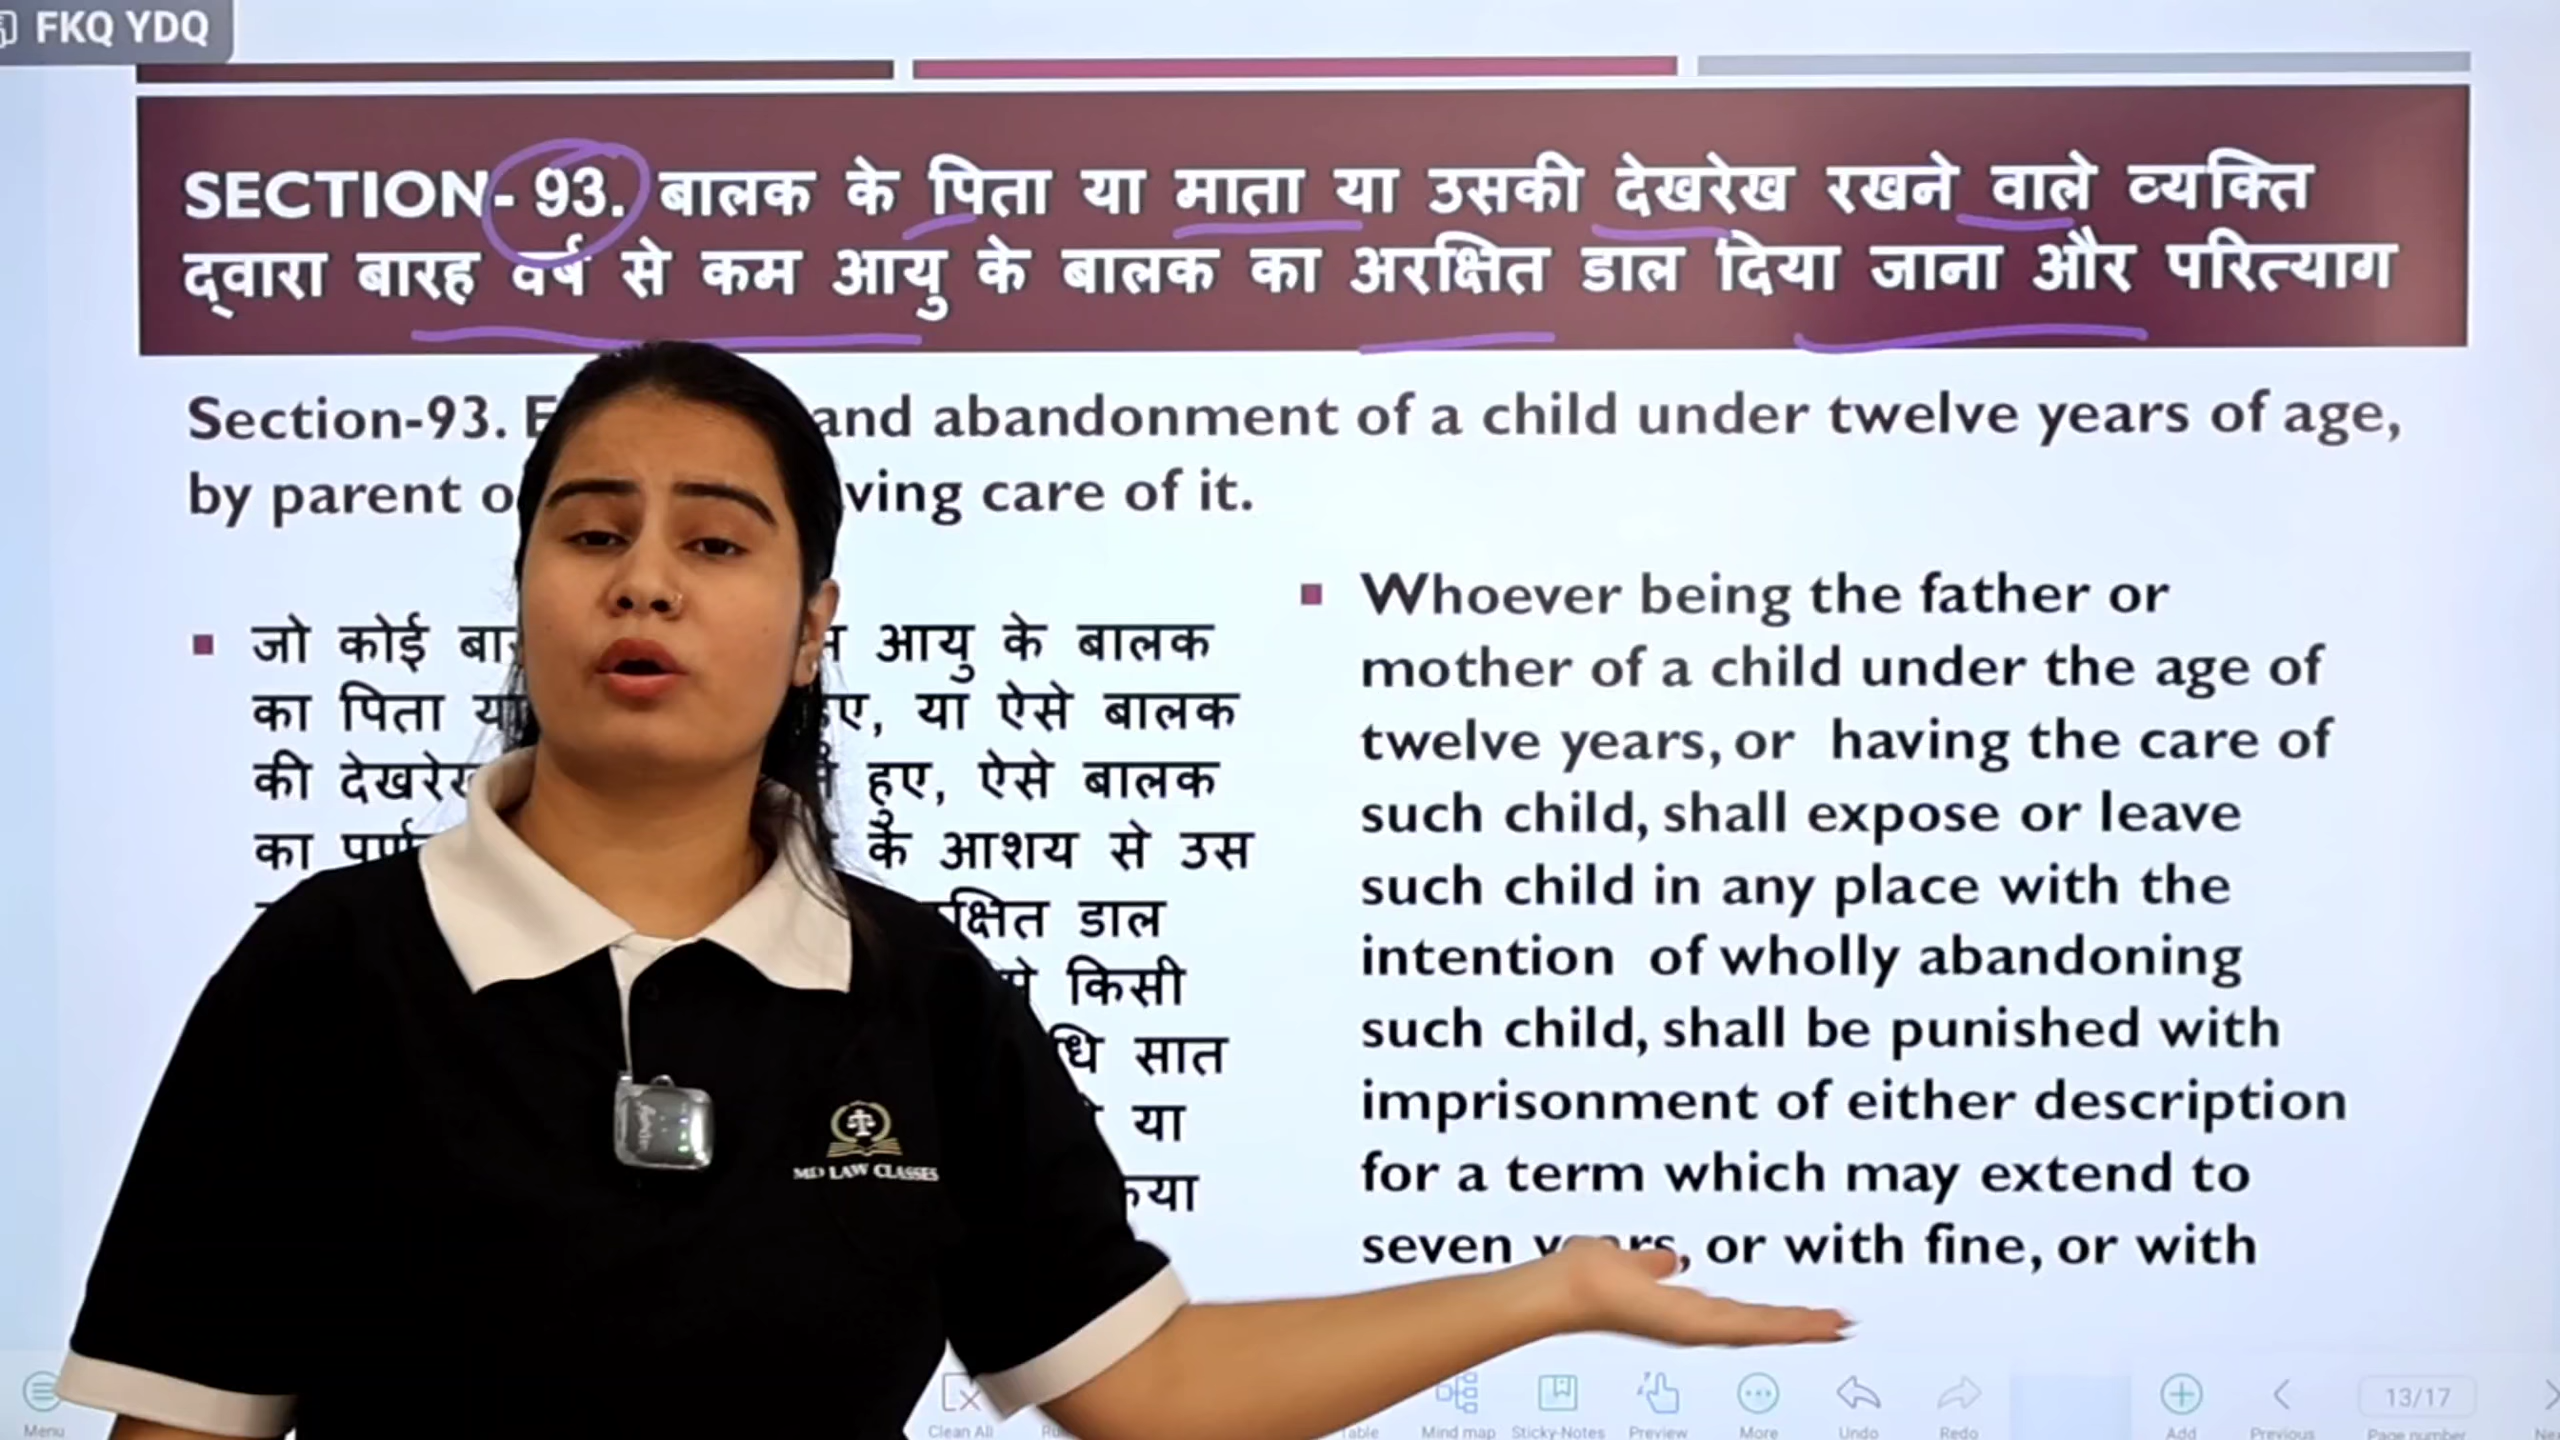 FKQ YDQ
SECTION- 93. बालक के पिता या माता या उसकी देखरेख रखने वाले व्यक्ति
द्वारा बारह वर्ष से कम आयु के बालक का अरक्षित डाल दिया जाना और परित्याग
Section-93. and abandonment of a child under twelve years of age,
by parent care of it.
जो कोई आयु के बालक
का पिता या ऐसे बालक
की हुए, ऐसे बालक
का के आशय से उस
डाल
किसी
सात
या
Whoever being the father or
mother of a child under the age of
twelve years, or having the care of
such child, shall expose or leave
such child in any place with the
intention of wholly abandoning
such child, shall be punished with
imprisonment of either description
for a term which may extend to
seven years, or with fine, or with
MD LAW CLASSES
Menu Clean All Mind map Sticky-Notes Preview More Undo Redo Add Previous 13/17 Page number